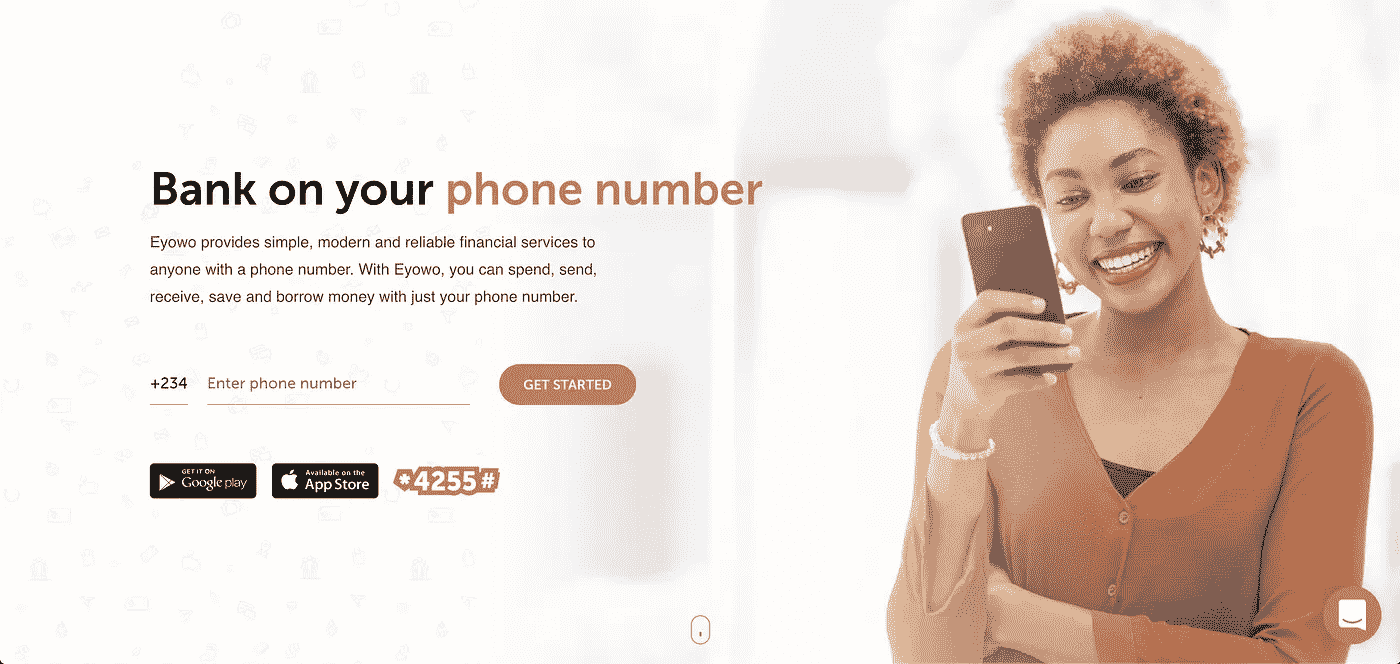 Bank on your phone number
Eyowo provides simple, modern and reliable financial services to
anyone with a phone number. With Eyowo, you can spend, send,
receive, save and borrow money with just your phone number.
+234 Enter phone number GET STARTED
GET IT ON
Google play
Available on the
App Store
*4255#